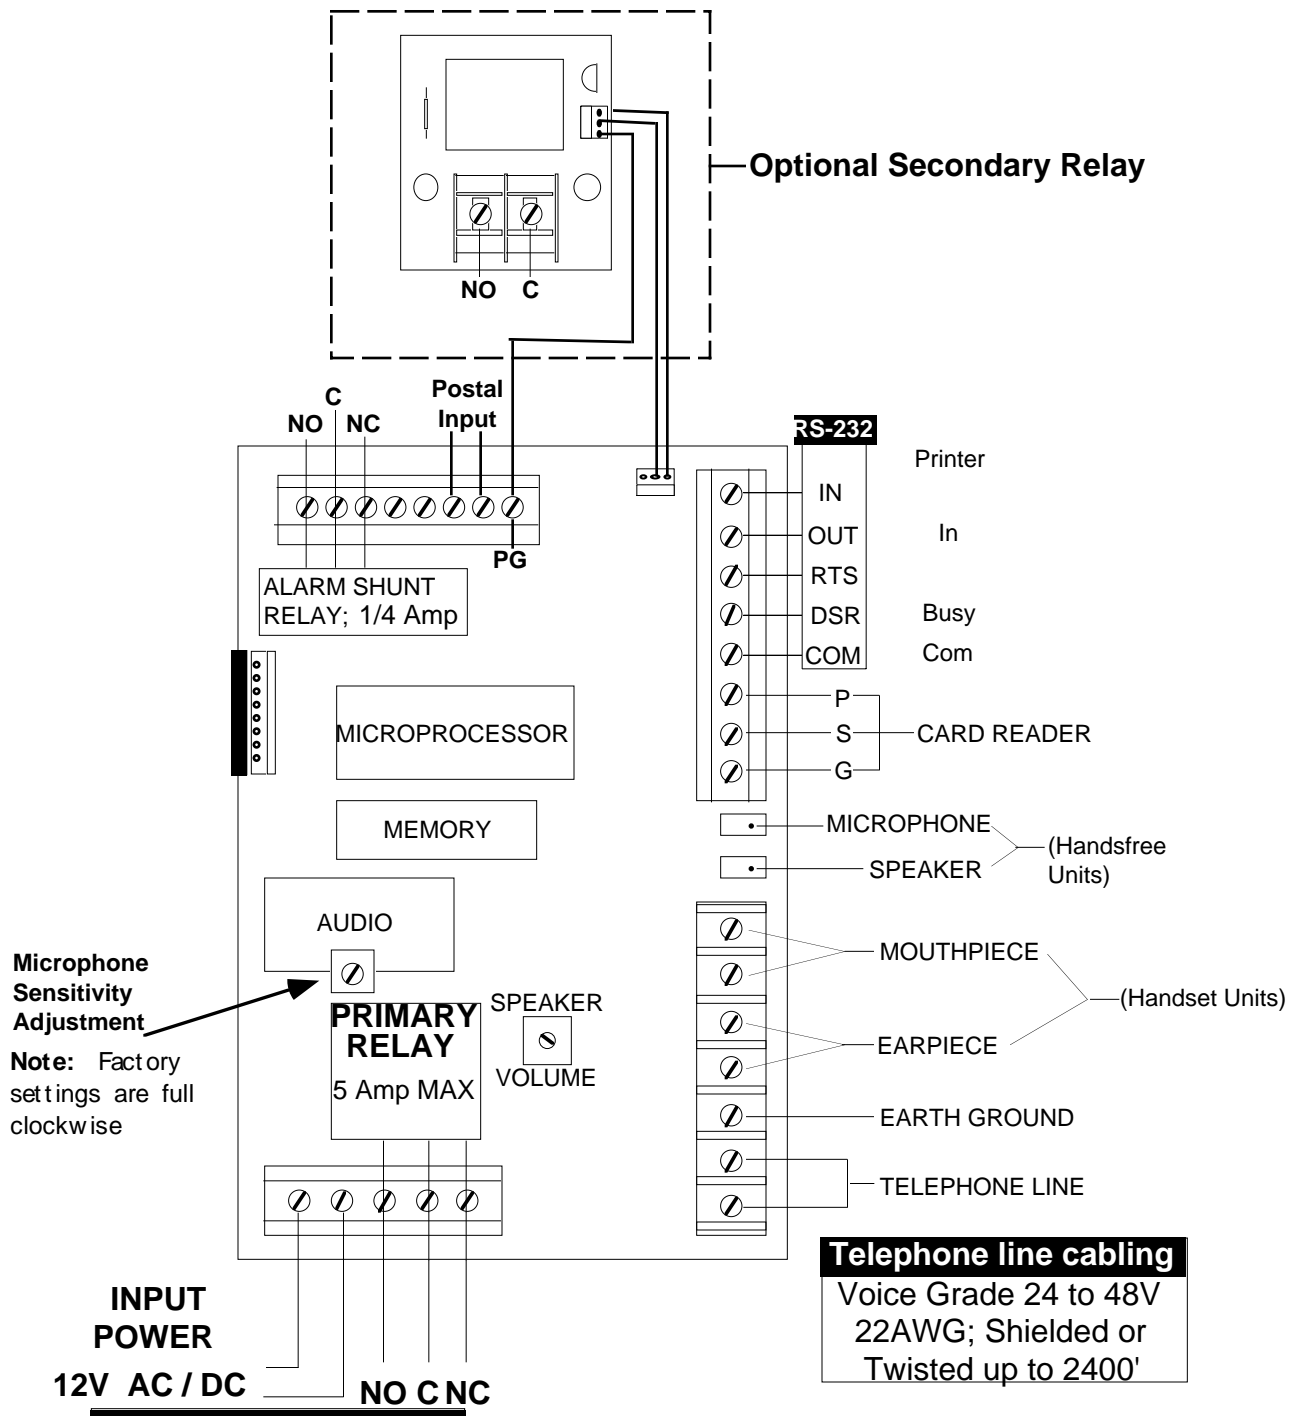 Optional Secondary Relay
NO C
Postal
Input
C
NO NC
PG
ALARM SHUNT
RELAY; 1/4 Amp
RS-232
Printer
IN
OUT In
RTS
DSR Busy
COM Com
P
S CARD READER
G
MICROPROCESSOR
MEMORY
MICROPHONE
SPEAKER
(Handsfree
Units)
AUDIO
MOUTHPIECE
EARPIECE
(Handset Units)
Microphone
Sensitivity
Adjustment
Note: Factory
settings are full
clockwise
PRIMARY
RELAY
5 Amp MAX
SPEAKER
VOLUME
EARTH GROUND
TELEPHONE LINE
Telephone line cabling
Voice Grade 24 to 48V
22AWG; Shielded or
Twisted up to 2400'
INPUT
POWER
12V AC / DC
NO C NC